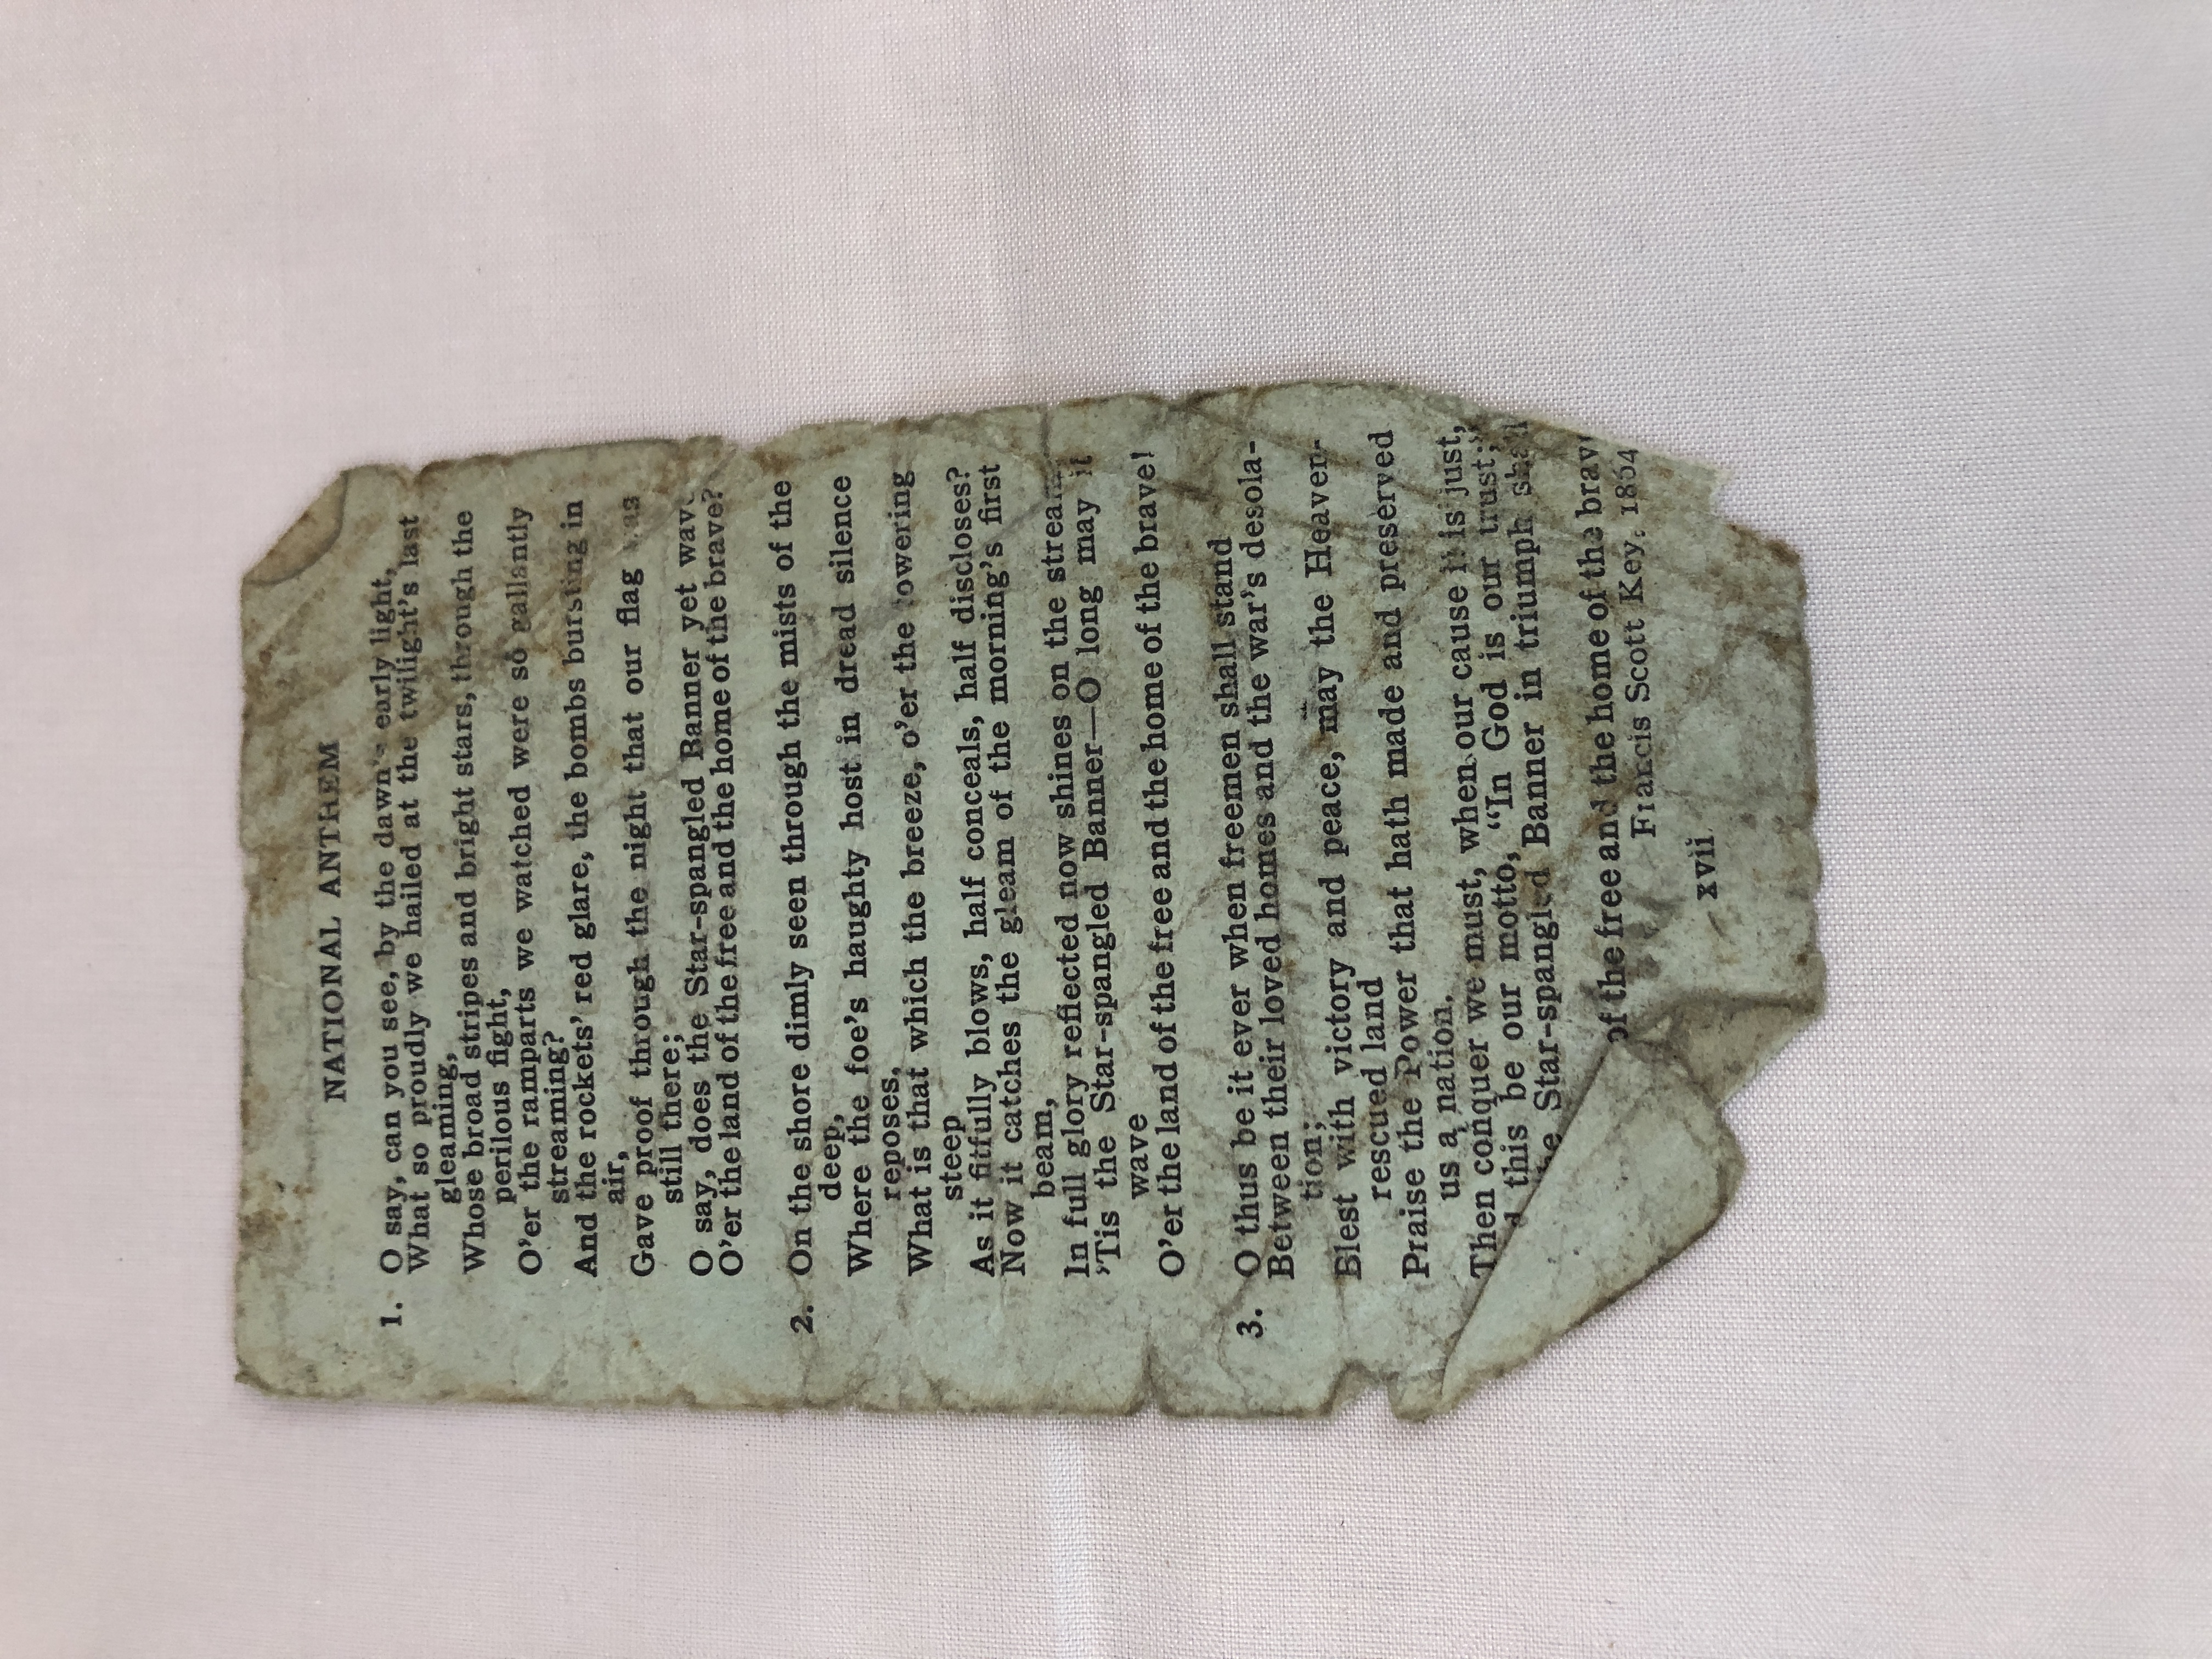 NATIONAL ANTHEM
1. O say, can you see, by the dawn's early light,
What so proudly we hailed at the twilight's last
gleaming,
Whose broad stripes and bright stars, through the
perilous fight,
O'er the ramparts we watched were so gallantly
streaming?
And the rockets' red glare, the bombs bursting in
air,
Gave proof through the night that our flag was
still there;
O say, does the Star-spangled Banner yet wave
O'er the land of the free and the home of the brave?
2. On the shore dimly seen through the mists of the
deep,
Where the foe's haughty host in dread silence
reposes,
What is that which the breeze, o'er the towering
steep
As it fitfully blows, half conceals, half discloses?
Now it catches the gleam of the morning's first
beam,
In full glory reflected now shines on the stream
'Tis the Star-spangled Banner—O long may it
wave
O'er the land of the free and the home of the brave!
3. O thus be it ever when freemen shall stand
Between their loved homes and the war's desola-
tion;
Blest with victory and peace, may the Heaven-
rescued land
Praise the Power that hath made and preserved
us a nation.
Then conquer we must, when our cause it is just,
this be our motto, "In God is our trust;"
Star-spangled Banner in triumph shall
of the free and the home of the brave
Francis Scott Key,
xvii